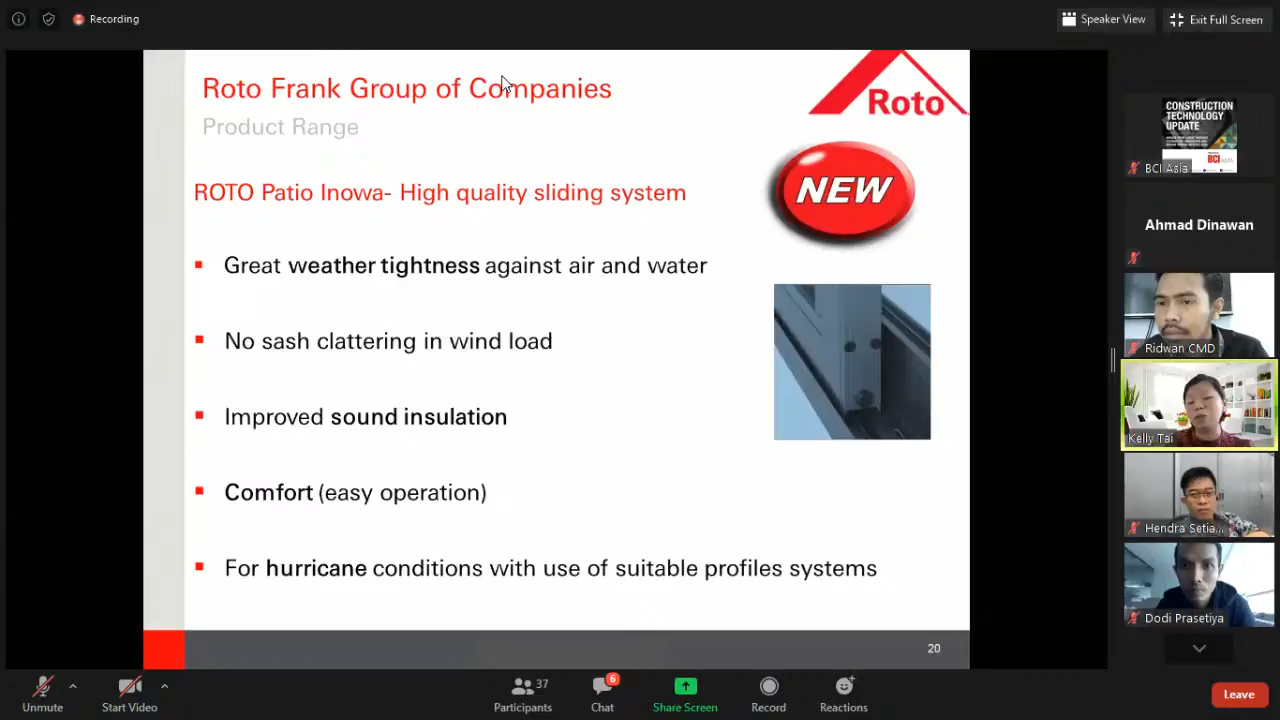 Recording
Speaker View
Exit Full Screen
Roto Frank Group of Companies
Product Range
Roto
NEW
ROTO Patio Inowa- High quality sliding system
Great weather tightness against air and water
No sash clattering in wind load
Improved sound insulation
Comfort (easy operation)
For hurricane conditions with use of suitable profiles systems
20
CONSTRUCTION
TECHNOLOGY
UPDATE
BCI ASIA
BCI Asia
Ahmad Dinawan
Ridwan CMD
Kelly Tai
Hendra Setia...
Dodi Prasetiya
Unmute
Start Video
37
Participants
6
Chat
Share Screen
Record
Reactions
Leave